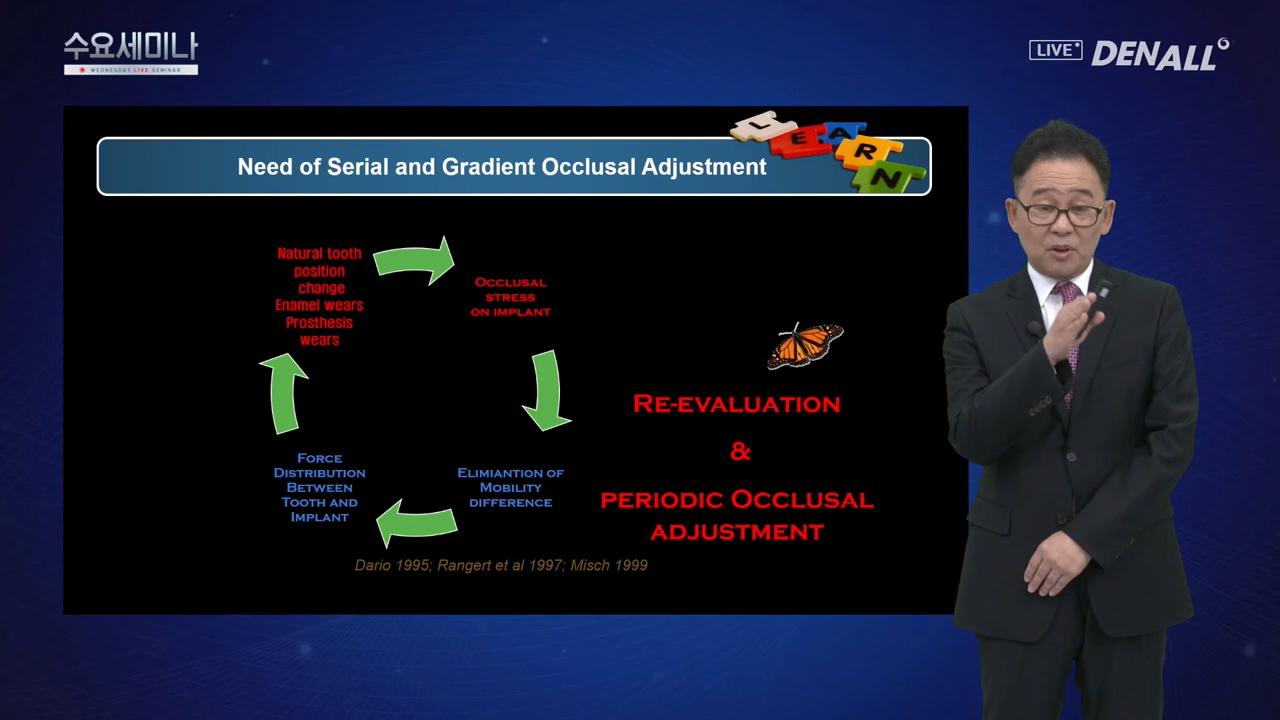 수요세미나
WEDNESDAY LIVE SEMINAR
LIVE
DENALL
LEARN
Need of Serial and Gradient Occlusal Adjustment
Natural tooth
position
change
Enamel wears
Prosthesis
wears
OCCLUSAL
STRESS
ON IMPLANT
FORCE
DISTRIBUTION
BETWEEN
TOOTH AND
IMPLANT
ELIMIANTION OF
MOBILITY
DIFFERENCE
RE-EVALUATION
&
PERIODIC OCCLUSAL
ADJUSTMENT
Dario 1995; Rangert et al 1997; Misch 1999